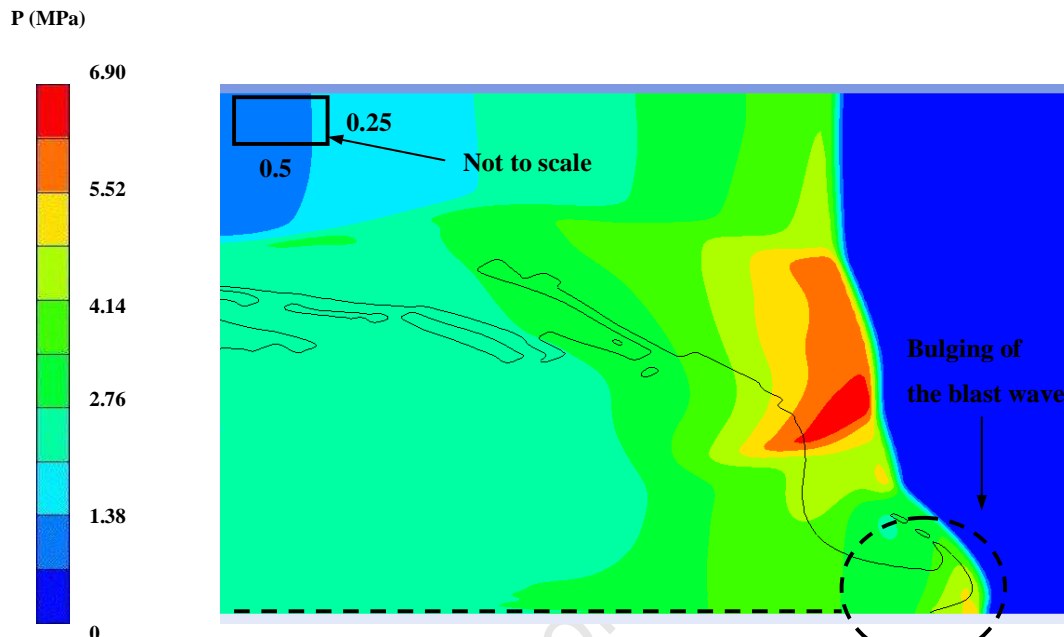 P (MPa)
6.90
5.52
4.14
2.76
1.38
0
0.25
0.5
Not to scale
Bulging of
the blast wave